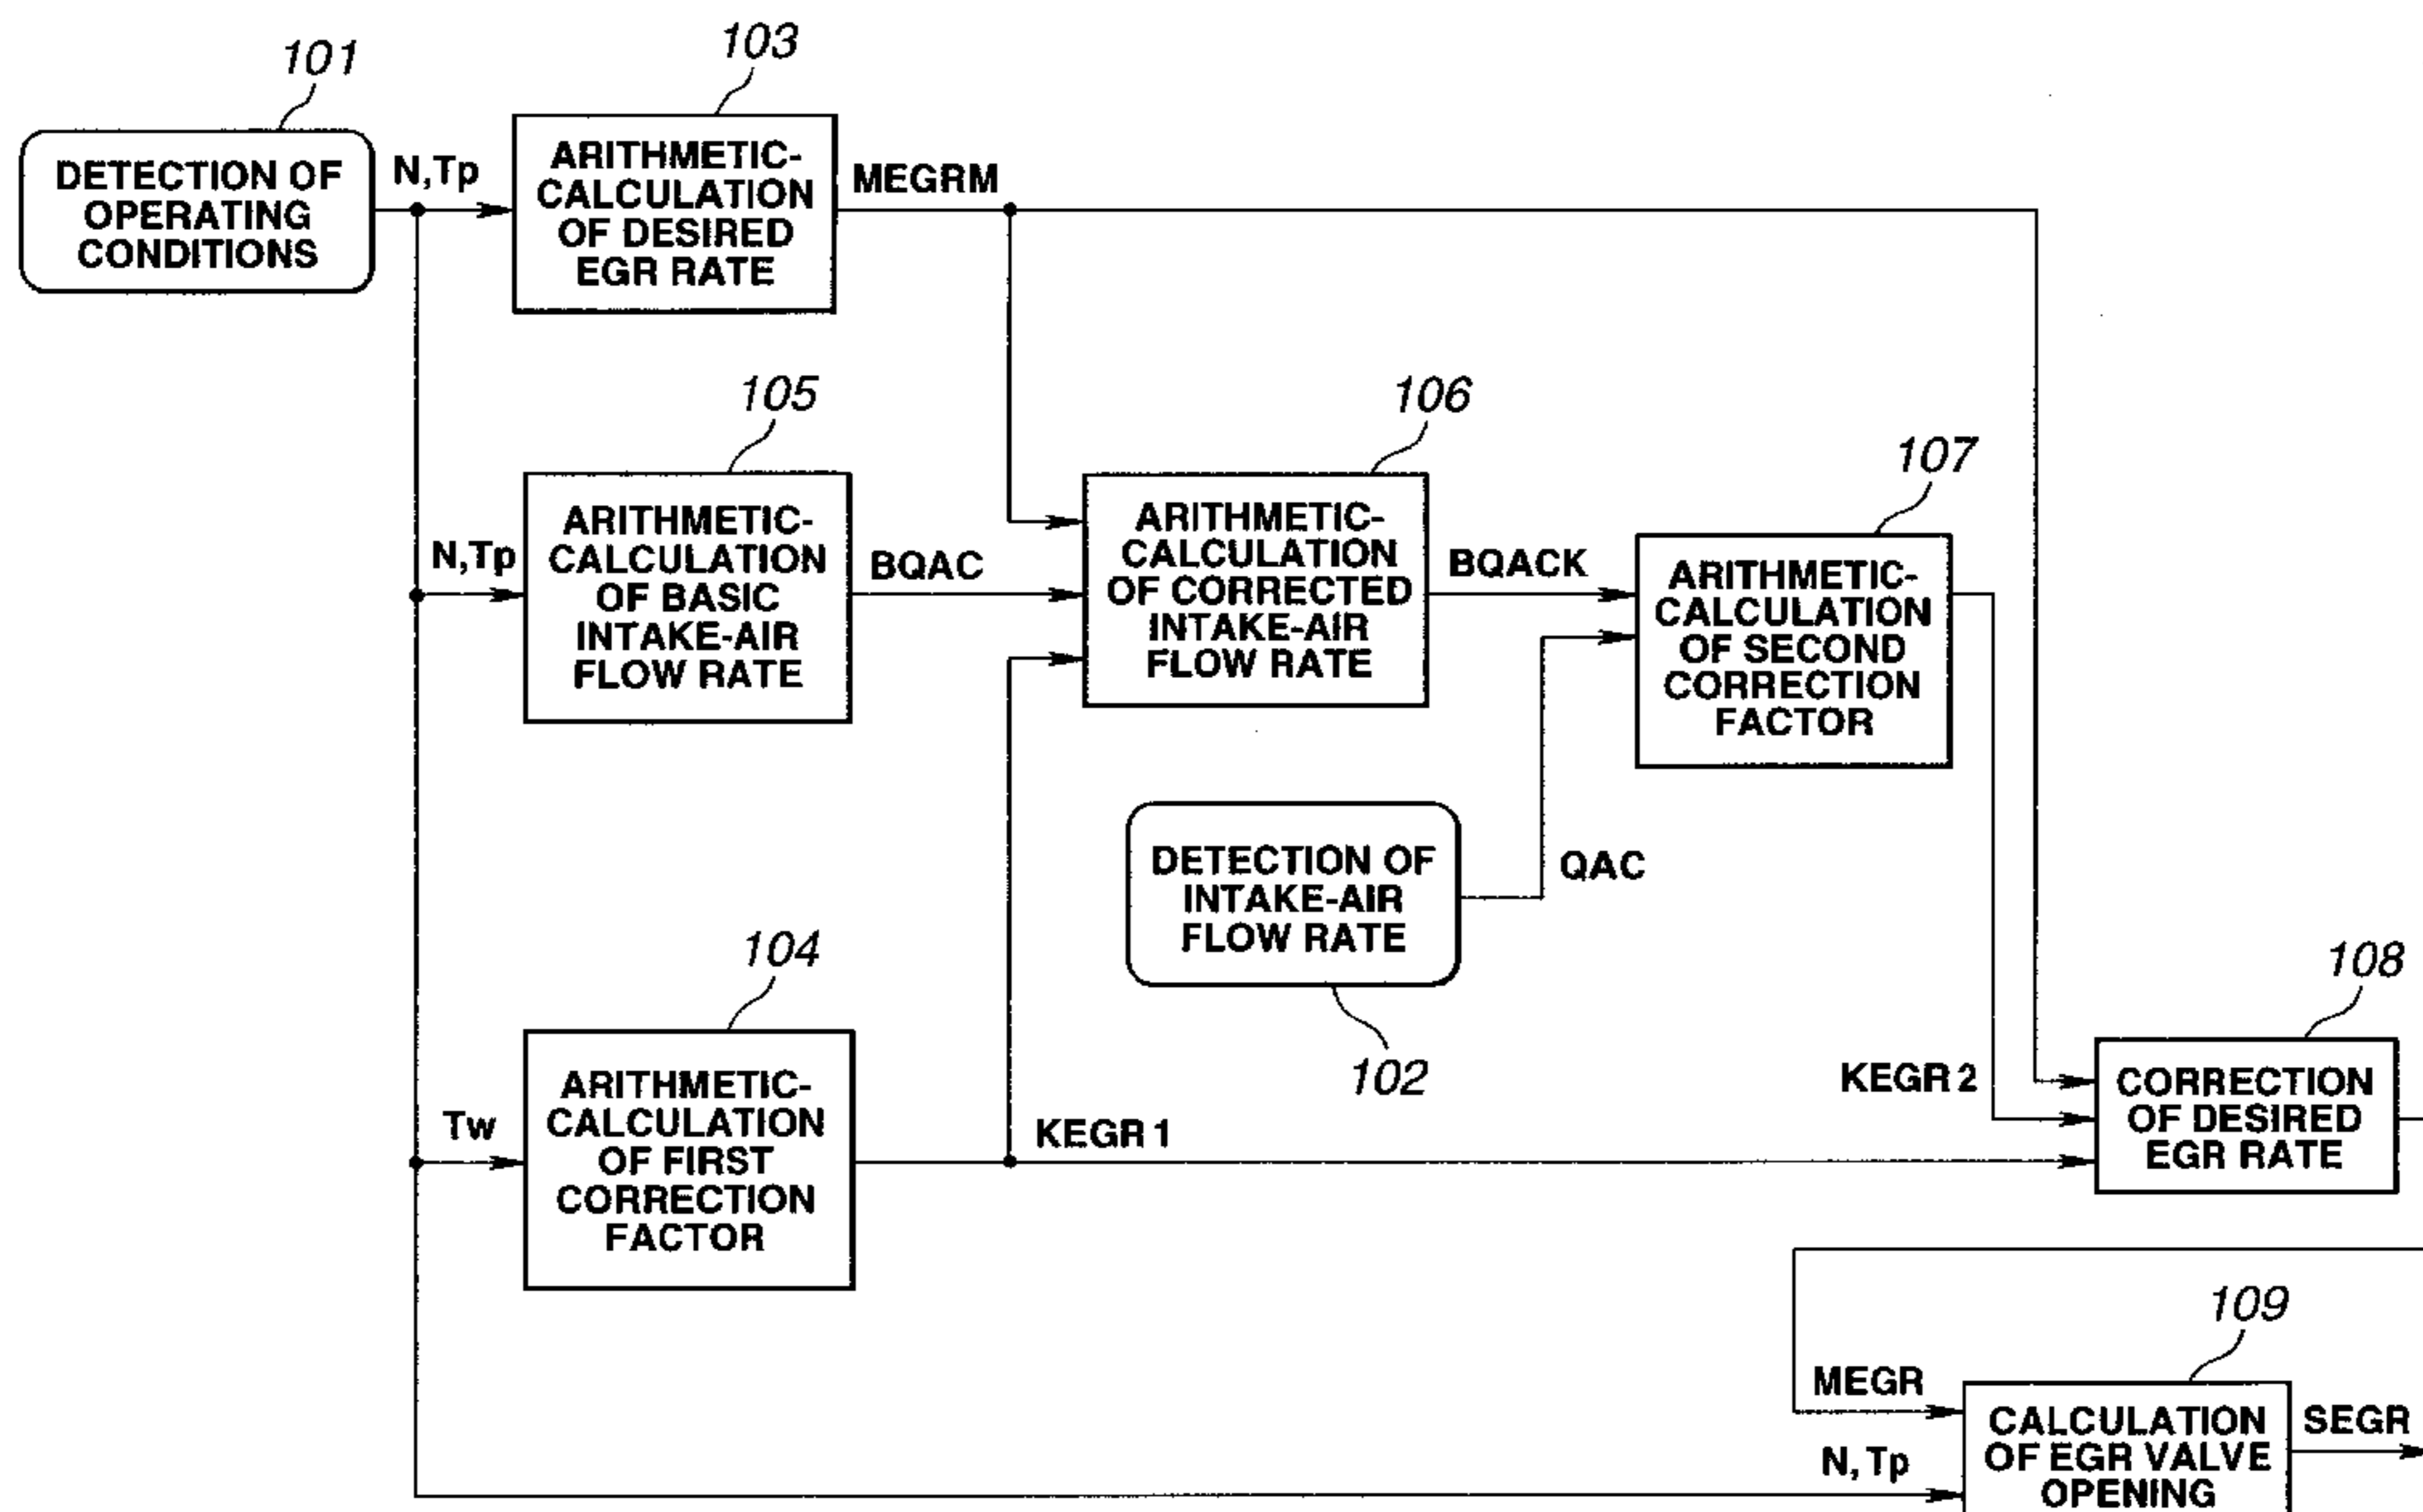 101
DETECTION OF
OPERATING
CONDITIONS
N,Tp
103
ARITHMETIC-
CALCULATION
OF DESIRED
EGR RATE
MEGRM
105
N,Tp
ARITHMETIC-
CALCULATION
OF BASIC
INTAKE-AIR
FLOW RATE
BQAC
106
ARITHMETIC-
CALCULATION
OF CORRECTED
INTAKE-AIR
FLOW RATE
BQACK
107
ARITHMETIC-
CALCULATION
OF SECOND
CORRECTION
FACTOR
DETECTION OF
INTAKE-AIR
FLOW RATE
102
QAC
104
Tw
ARITHMETIC-
CALCULATION
OF FIRST
CORRECTION
FACTOR
KEGR 1
KEGR 2
108
CORRECTION
OF DESIRED
EGR RATE
109
MEGR
N, Tp
CALCULATION
OF EGR VALVE
OPENING
SEGR